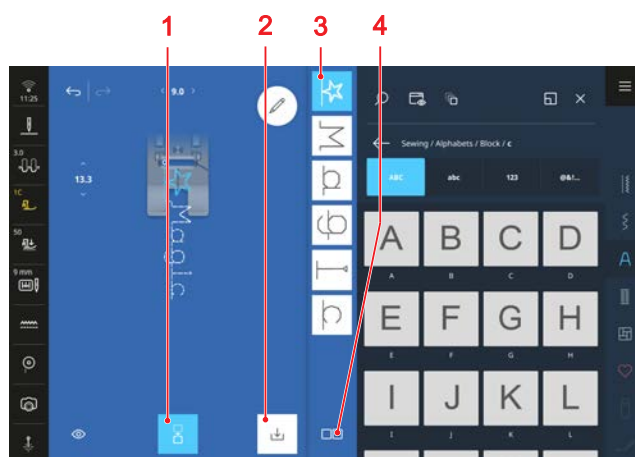 1 2 3 4
11:25
9.0
3.0
13.3
1C
50
9 mm
Magic
M
a
g
i
c
Sewing / Alphabets / Block / c
ABC abc 123 @&!...
A B C D
A B C D
E F G H
E F G H
I J K L
I J K L
A